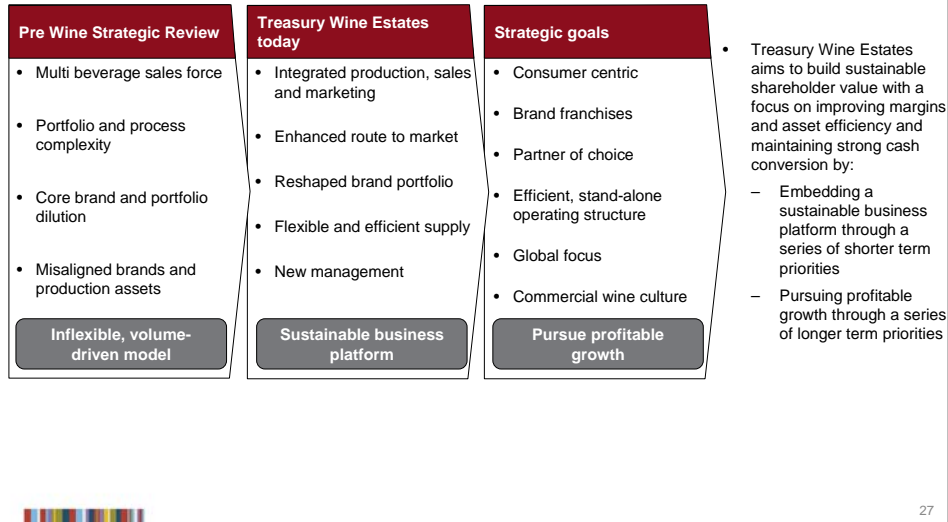 Pre Wine Strategic Review
• Multi beverage sales force
• Portfolio and process
complexity
• Core brand and portfolio
dilution
• Misaligned brands and
production assets
Inflexible, volume-
driven model
Treasury Wine Estates
today
• Integrated production, sales
and marketing
• Enhanced route to market
• Reshaped brand portfolio
• Flexible and efficient supply
• New management
Sustainable business
platform
Strategic goals
• Consumer centric
• Brand franchises
• Partner of choice
• Efficient, stand-alone
operating structure
• Global focus
• Commercial wine culture
Pursue profitable
growth
• Treasury Wine Estates
aims to build sustainable
shareholder value with a
focus on improving margins
and asset efficiency and
maintaining strong cash
conversion by:
– Embedding a
sustainable business
platform through a
series of shorter term
priorities
– Pursuing profitable
growth through a series
of longer term priorities
27